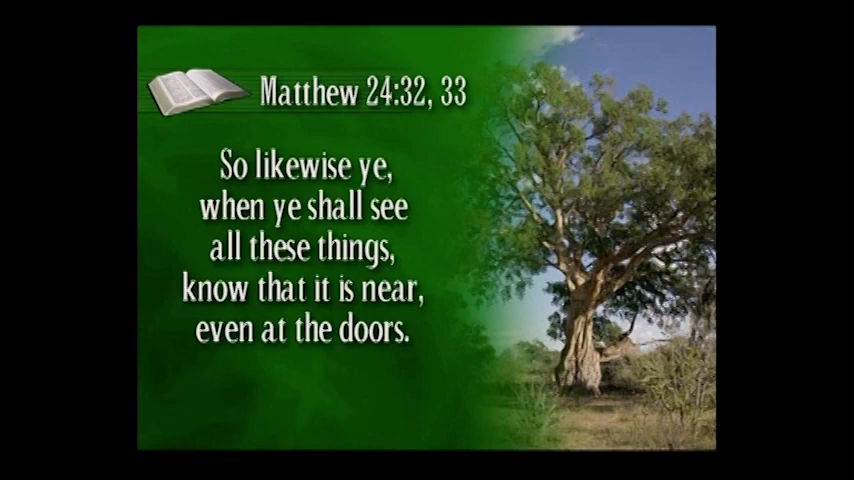 Matthew 24:32, 33
So likewise ye,
when ye shall see
all these things,
know that it is near,
even at the doors.